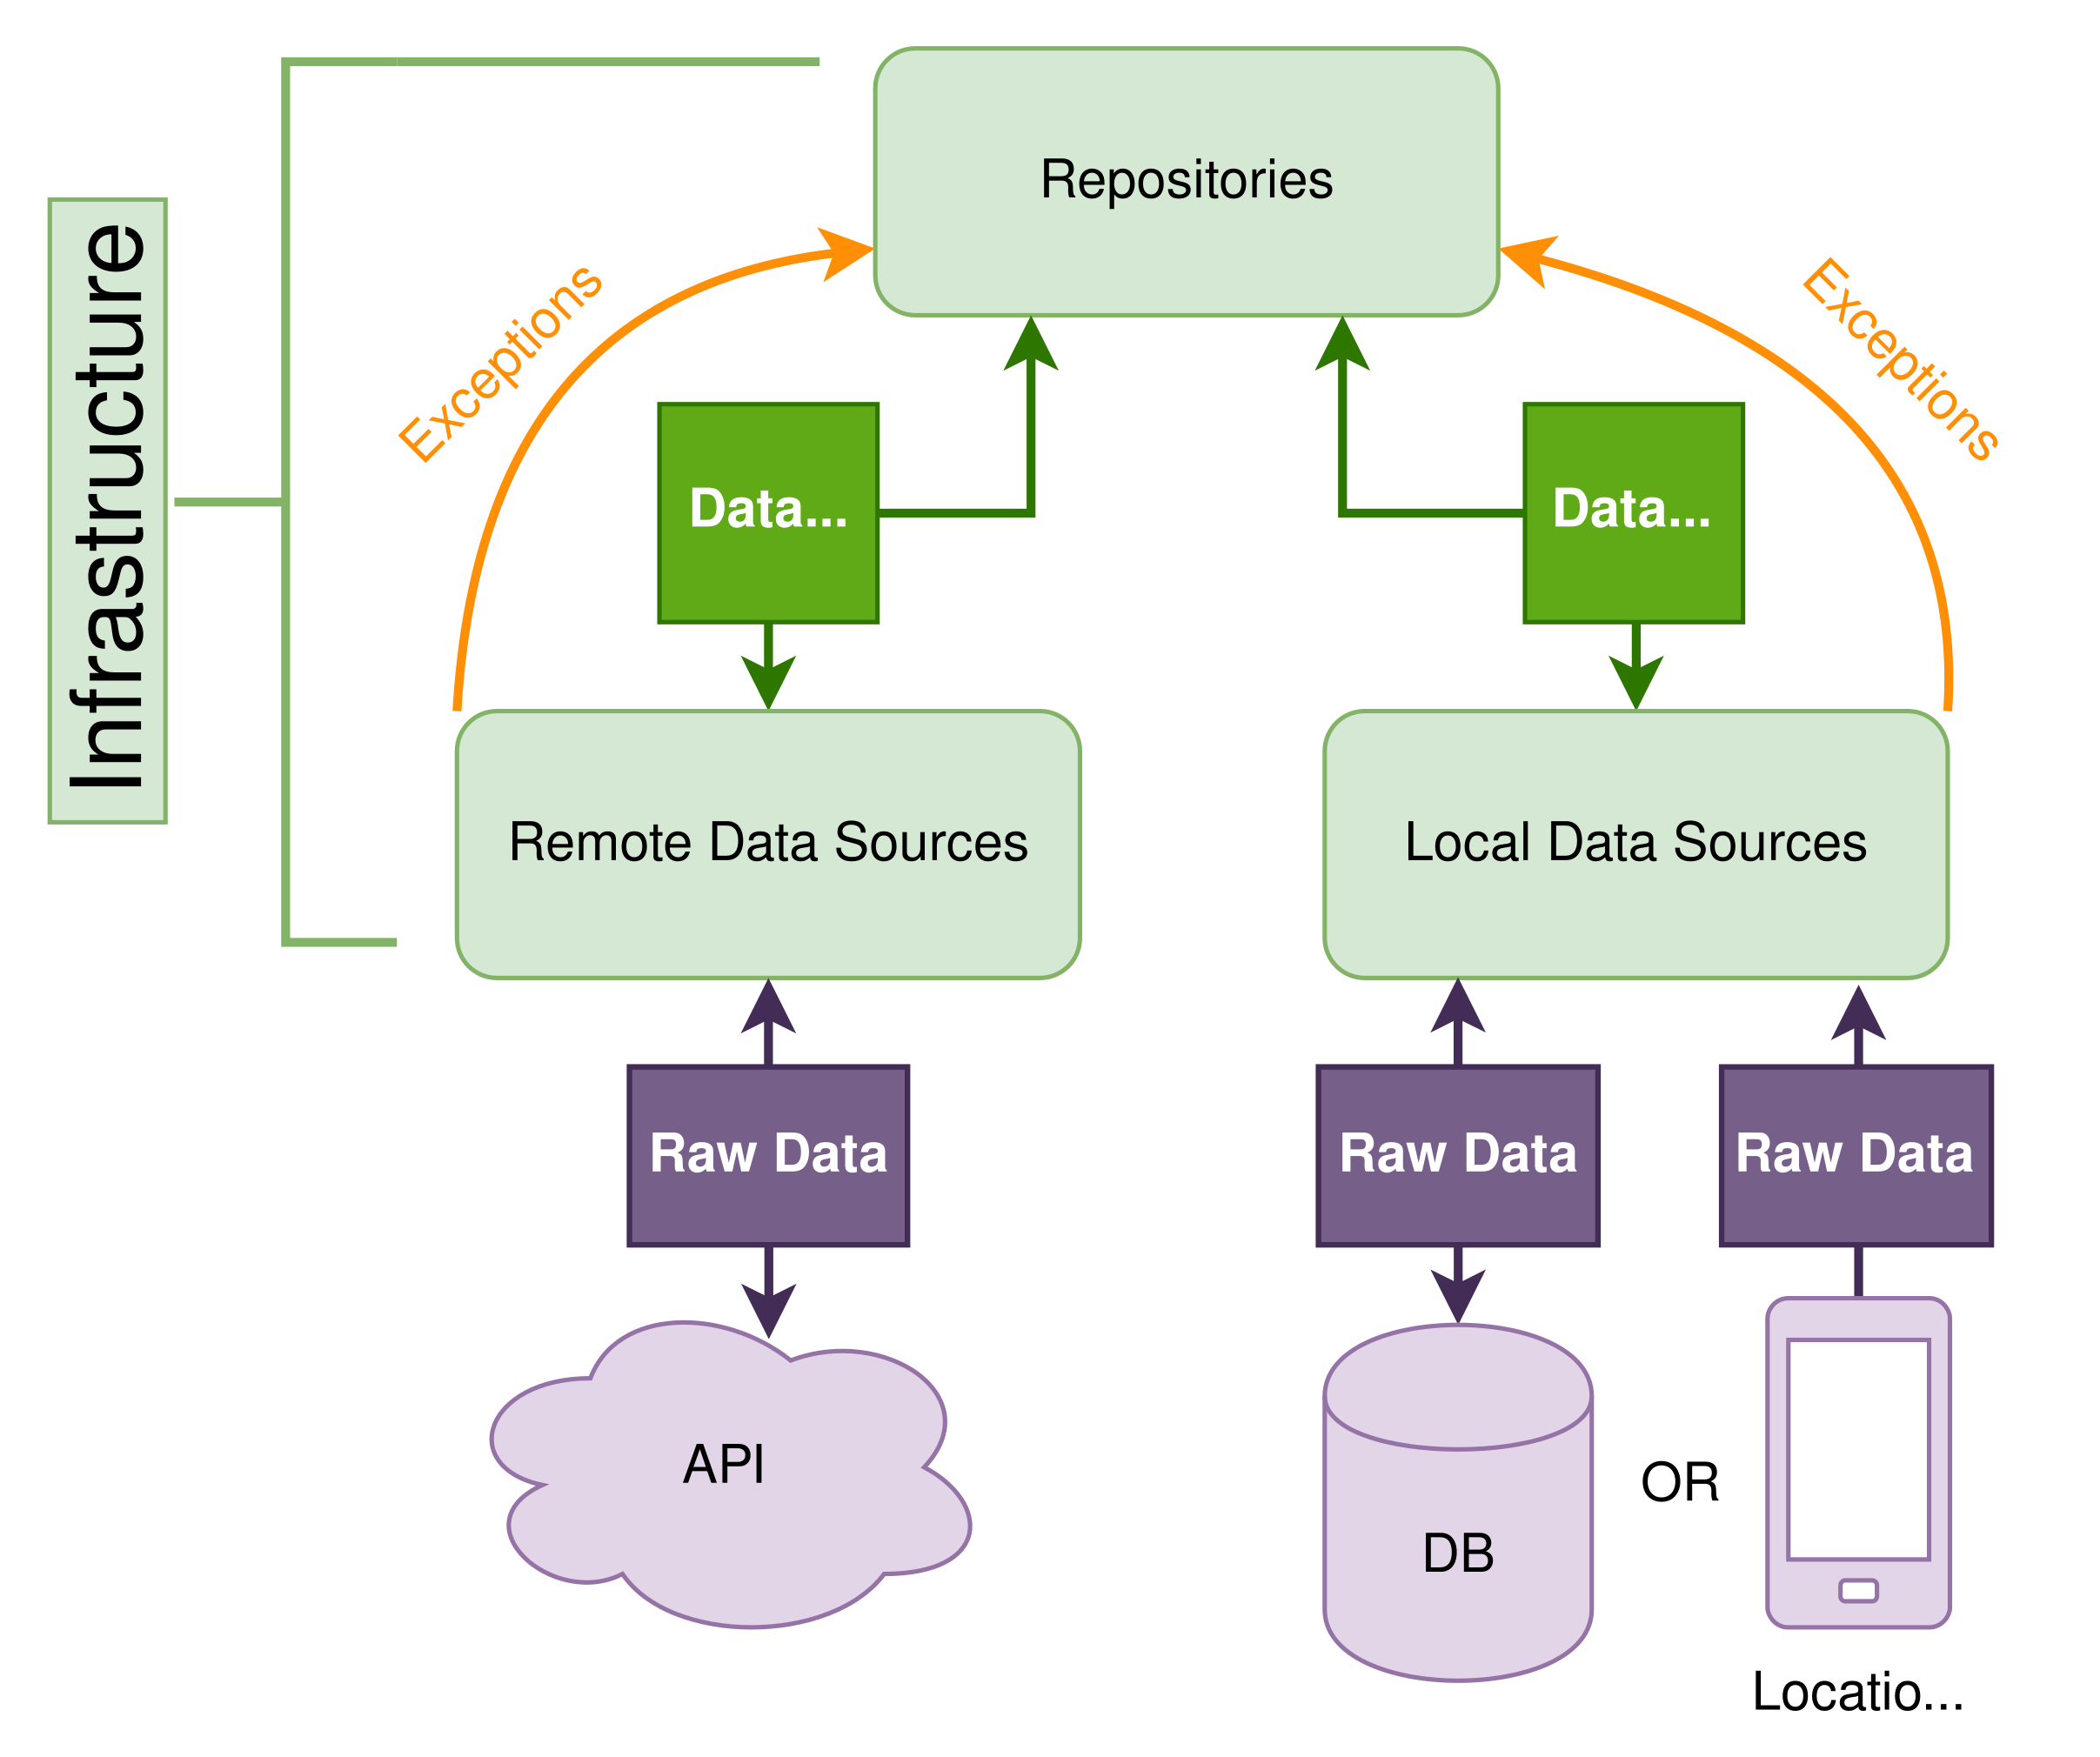 Repositories
Infrastructure
Exceptions
Exceptions
Data...
Data...
Remote Data Sources
Local Data Sources
Raw Data
Raw Data
Raw Data
API
DB
OR
Locatio...